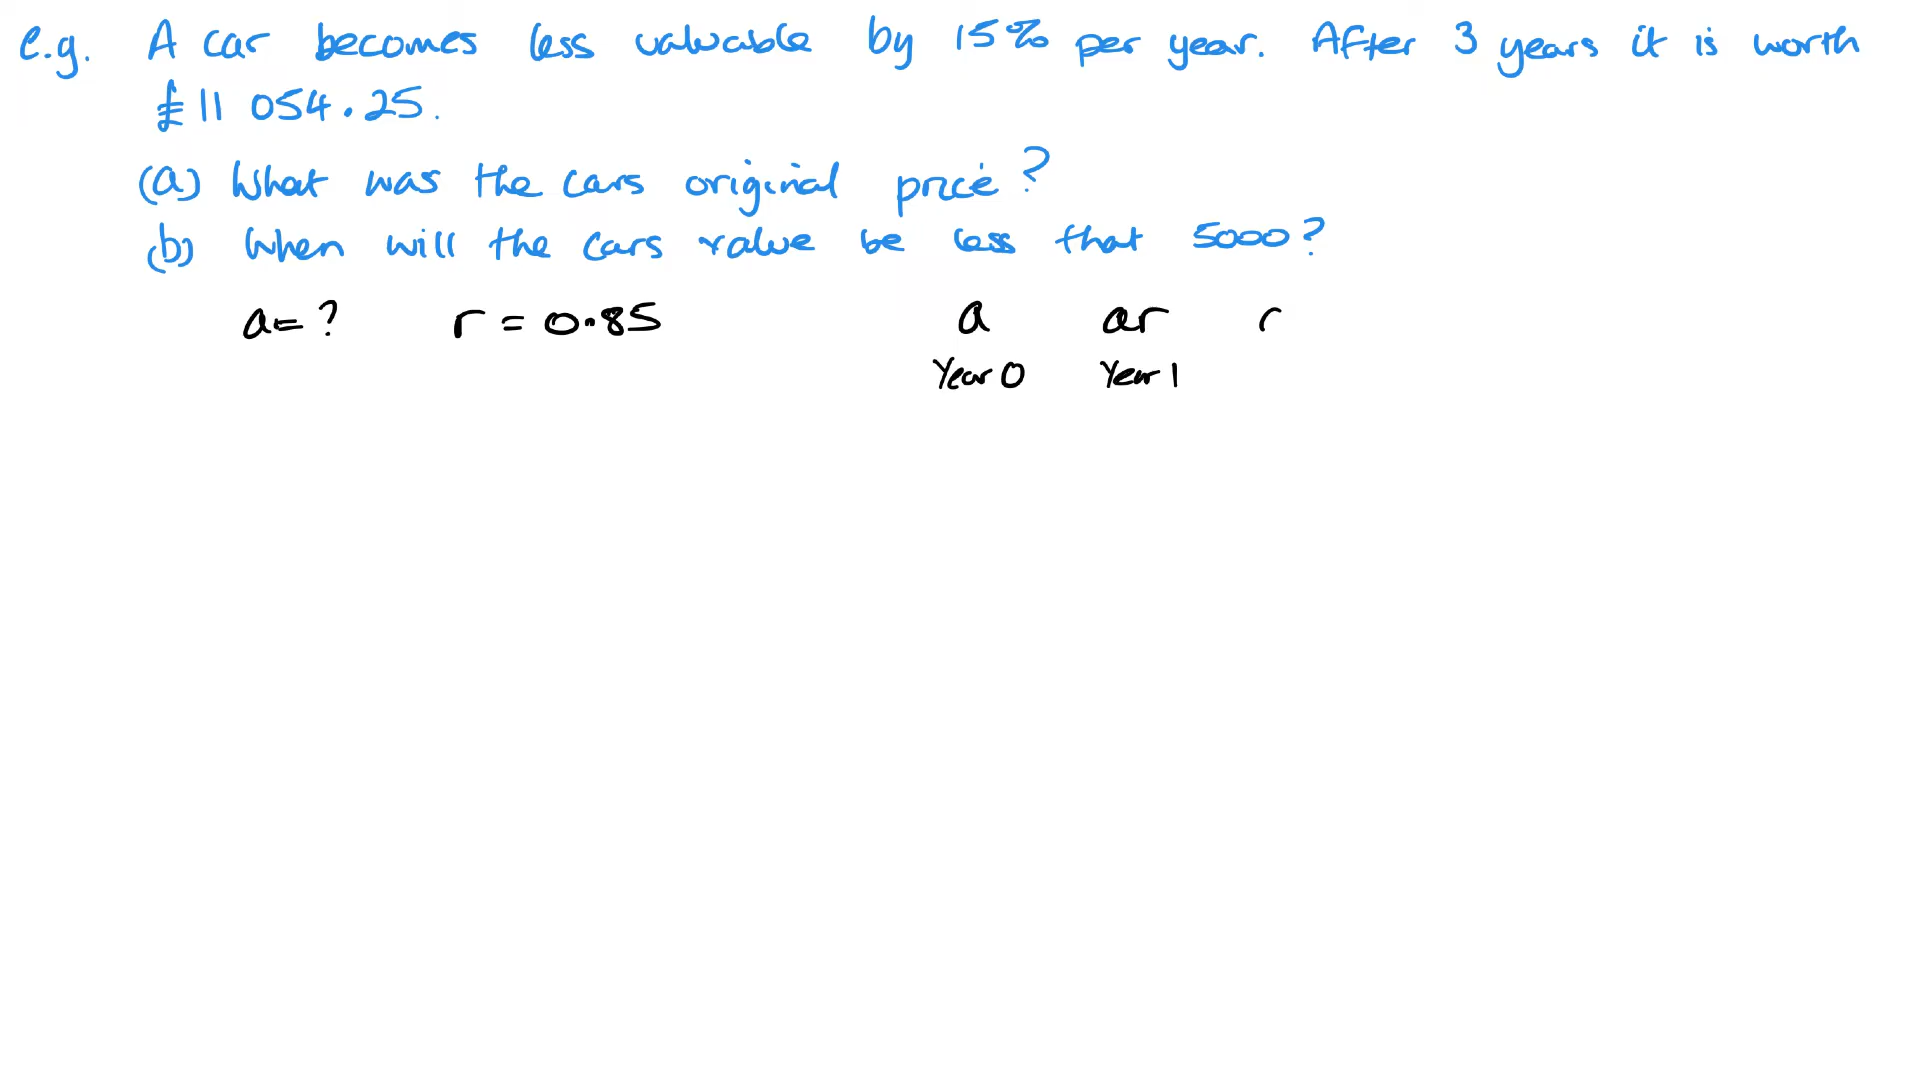 e.g. A car becomes less valuable by 15% per year. After 3 years it is worth
£11 054.25.
(a) What was the cars original price?
(b) When will the cars value be less that 5000?
a = ? r = 0.85 a ar
Year 0 Year 1